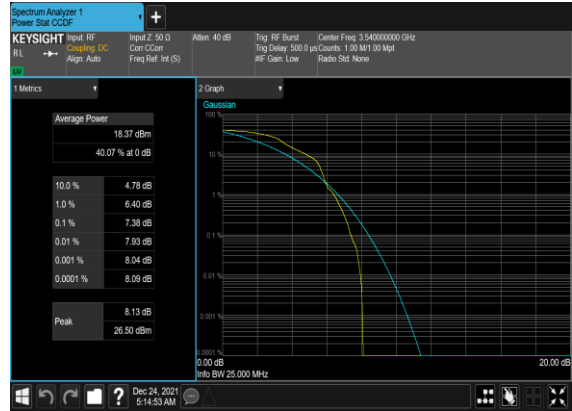 Spectrum Analyzer 1
Power Stat CCDF
KEYSIGHT
RL
Input: RF
Coupling: DC
Align: Auto
Input Z: 50 Ω
Corr CCorr
Freq Ref: Int (S)
Atten: 40 dB
Trig: RF Burst
Trig Delay: 500.0 µs
#IF Gain: Low
Center Freq: 3.540000000 GHz
Counts: 1.00 M/1.00 Mpt
Radio Std: None
1 Metrics
Average Power
18.37 dBm
40.07 % at 0 dB
10.0 % 4.78 dB
1.0 % 6.40 dB
0.1 % 7.38 dB
0.01 % 7.93 dB
0.001 % 8.04 dB
0.0001 % 8.09 dB
Peak
8.13 dB
26.50 dBm
2 Graph
Gaussian
100 %
10 %
1 %
0.1 %
0.01 %
0.001 %
0.0001 %
0.00 dB
20.00 dB
Info BW 25.000 MHz
?
Dec 24, 2021
5:14:53 AM